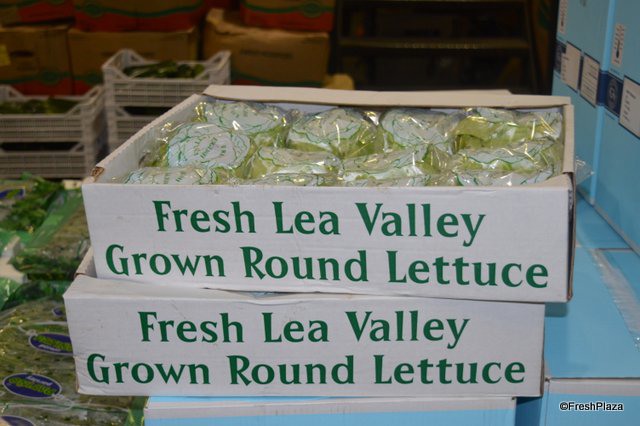 Fresh Lea Valley
Grown Round Lettuce
Fresh Lea Valley
Grown Round Lettuce
©FreshPlaza